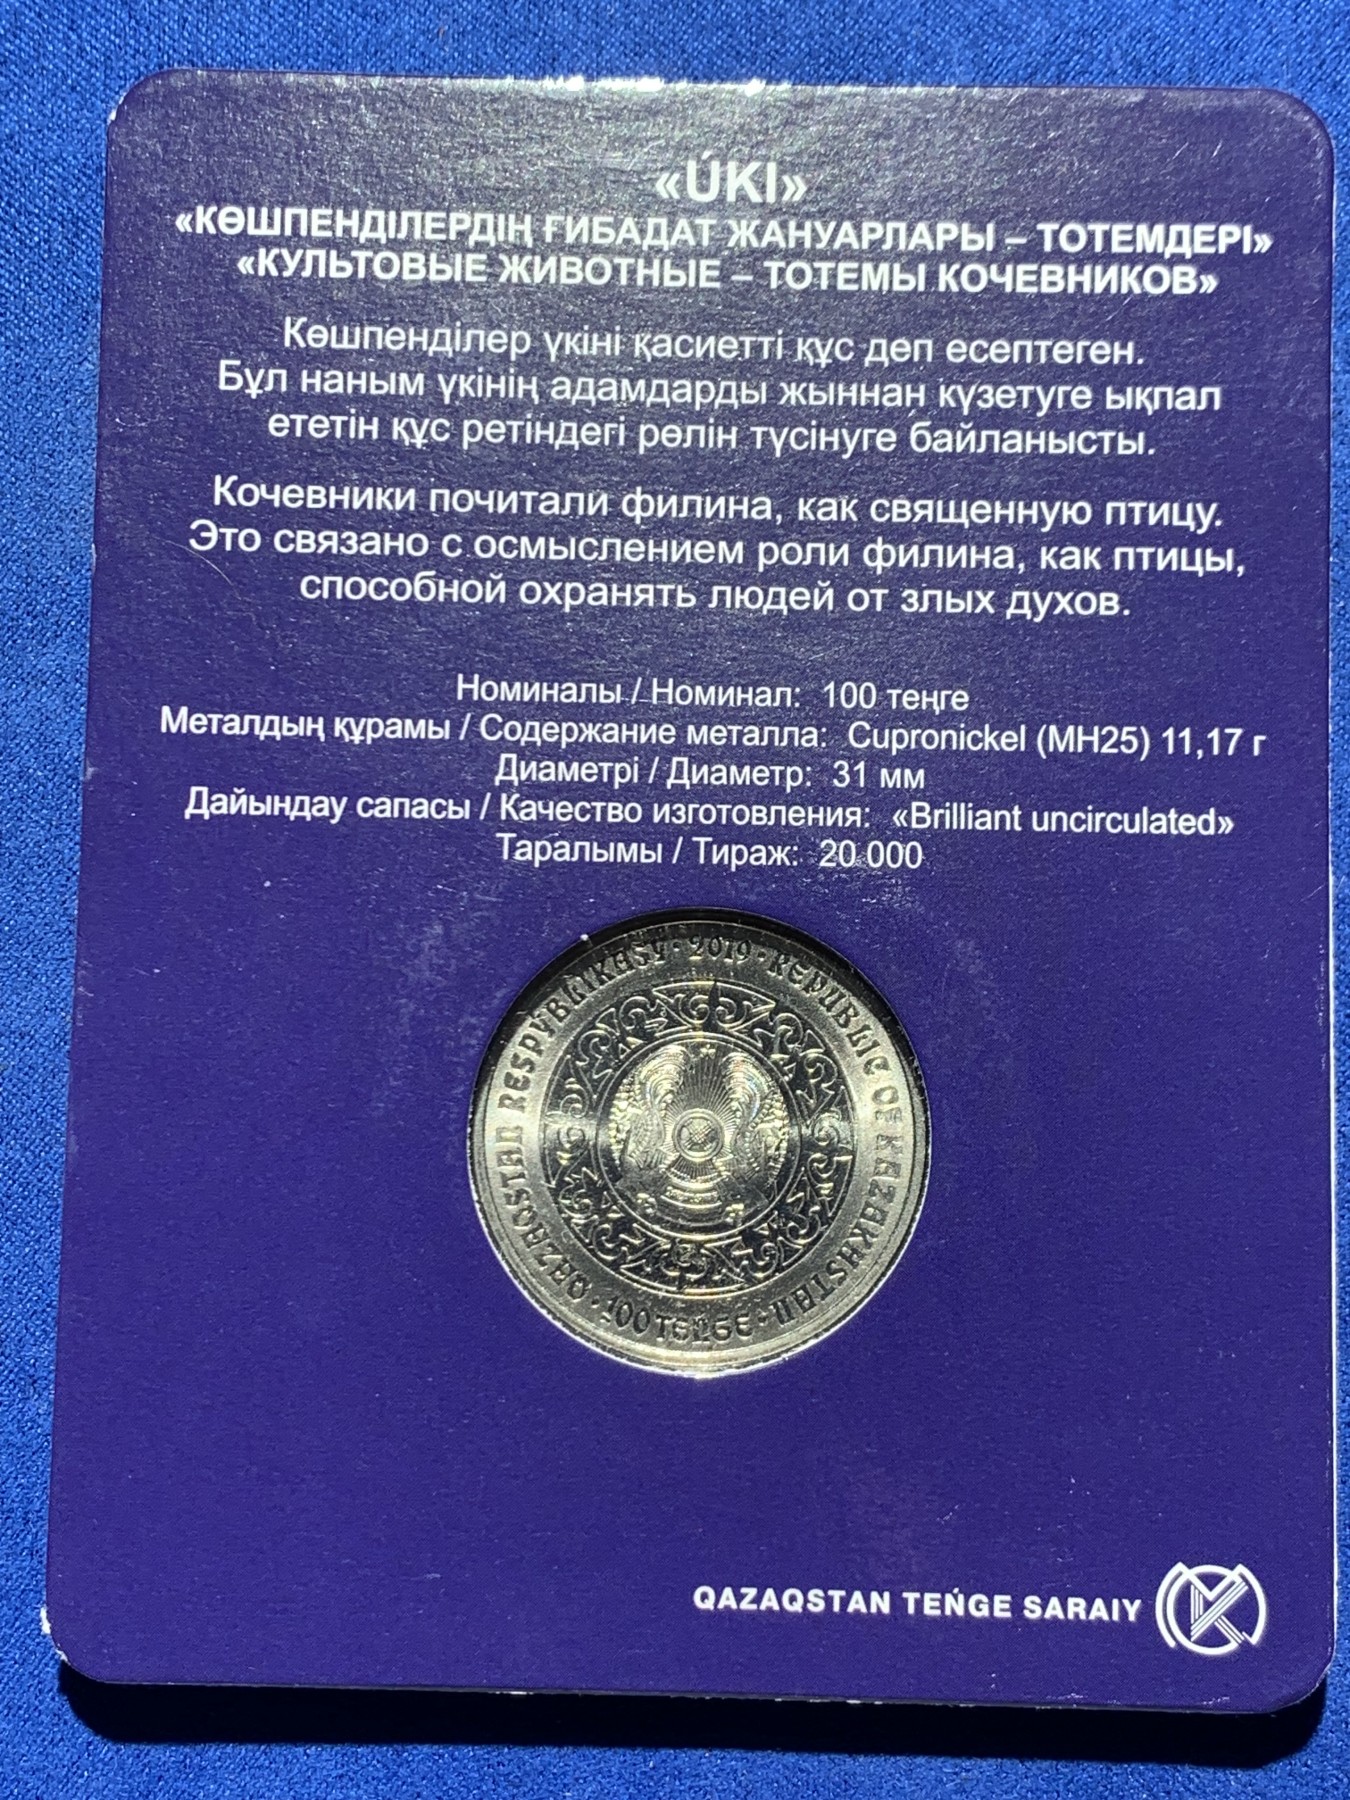 «ÚKI»
«КӨШПЕНДІЛЕРДІҢ ҒИБАДАТ ЖАНУАРЛАРЫ – ТОТЕМДЕРІ»
«КУЛЬТОВЫЕ ЖИВОТНЫЕ – ТОТЕМЫ КОЧЕВНИКОВ»
Көшпенділер үкіні қасиетті құс деп есептеген.
Бұл наным үкінің адамдарды жыннан күзетуге ықпал
ететін құс ретіндегі рөлін түсінуге байланысты.
Кочевники почитали филина, как священную птицу.
Это связано с осмыслением роли филина, как птицы,
способной охранять людей от злых духов.
Номиналы / Номинал: 100 теңге
Металдың құрамы / Содержание металла: Cupronickel (МН25) 11,17 г
Диаметрі / Диаметр: 31 мм
Дайындау сапасы / Качество изготовления: «Brilliant uncirculated»
Таралымы / Тираж: 20 000
QAZAQSTAN RESPÝBLIKASY · 2019 · REPUBLIC OF KAZAKHSTAN · 100 TEŃGE ·
QAZAQSTAN TEŃGE SARAIY